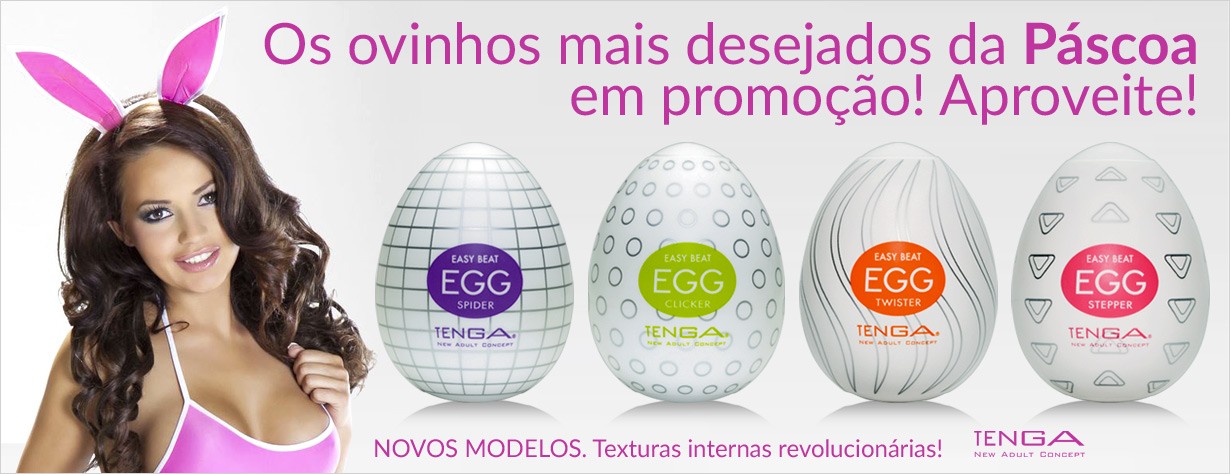 Os ovinhos mais desejados da Páscoa
em promoção! Aproveite!
EASY BEAT
EGG
SPIDER
TENGA®
NEW ADULT CONCEPT
EASY BEAT
EGG
CLICKER
TENGA®
NEW ADULT CONCEPT
EASY BEAT
EGG
TWISTER
TENGA®
NEW ADULT CONCEPT
EASY BEAT
EGG
STEPPER
TENGA®
NEW ADULT CONCEPT
NOVOS MODELOS. Texturas internas revolucionárias!
TENGA
NEW ADULT CONCEPT